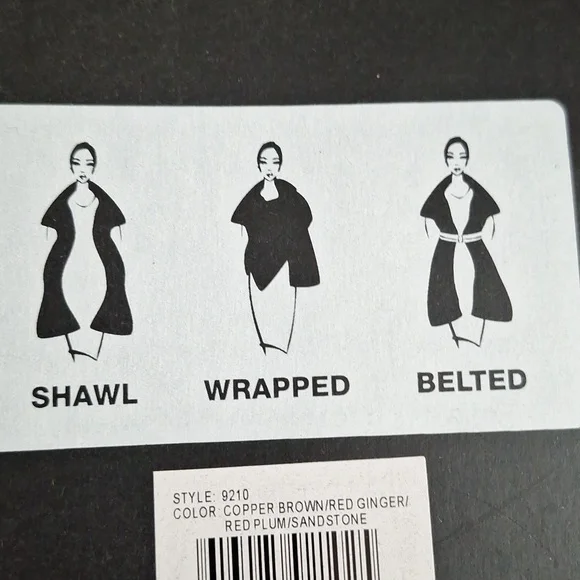 SHAWL
WRAPPED
BELTED
STYLE: 9210
COLOR: COPPER BROWN/RED GINGER/
RED PLUM/SANDSTONE